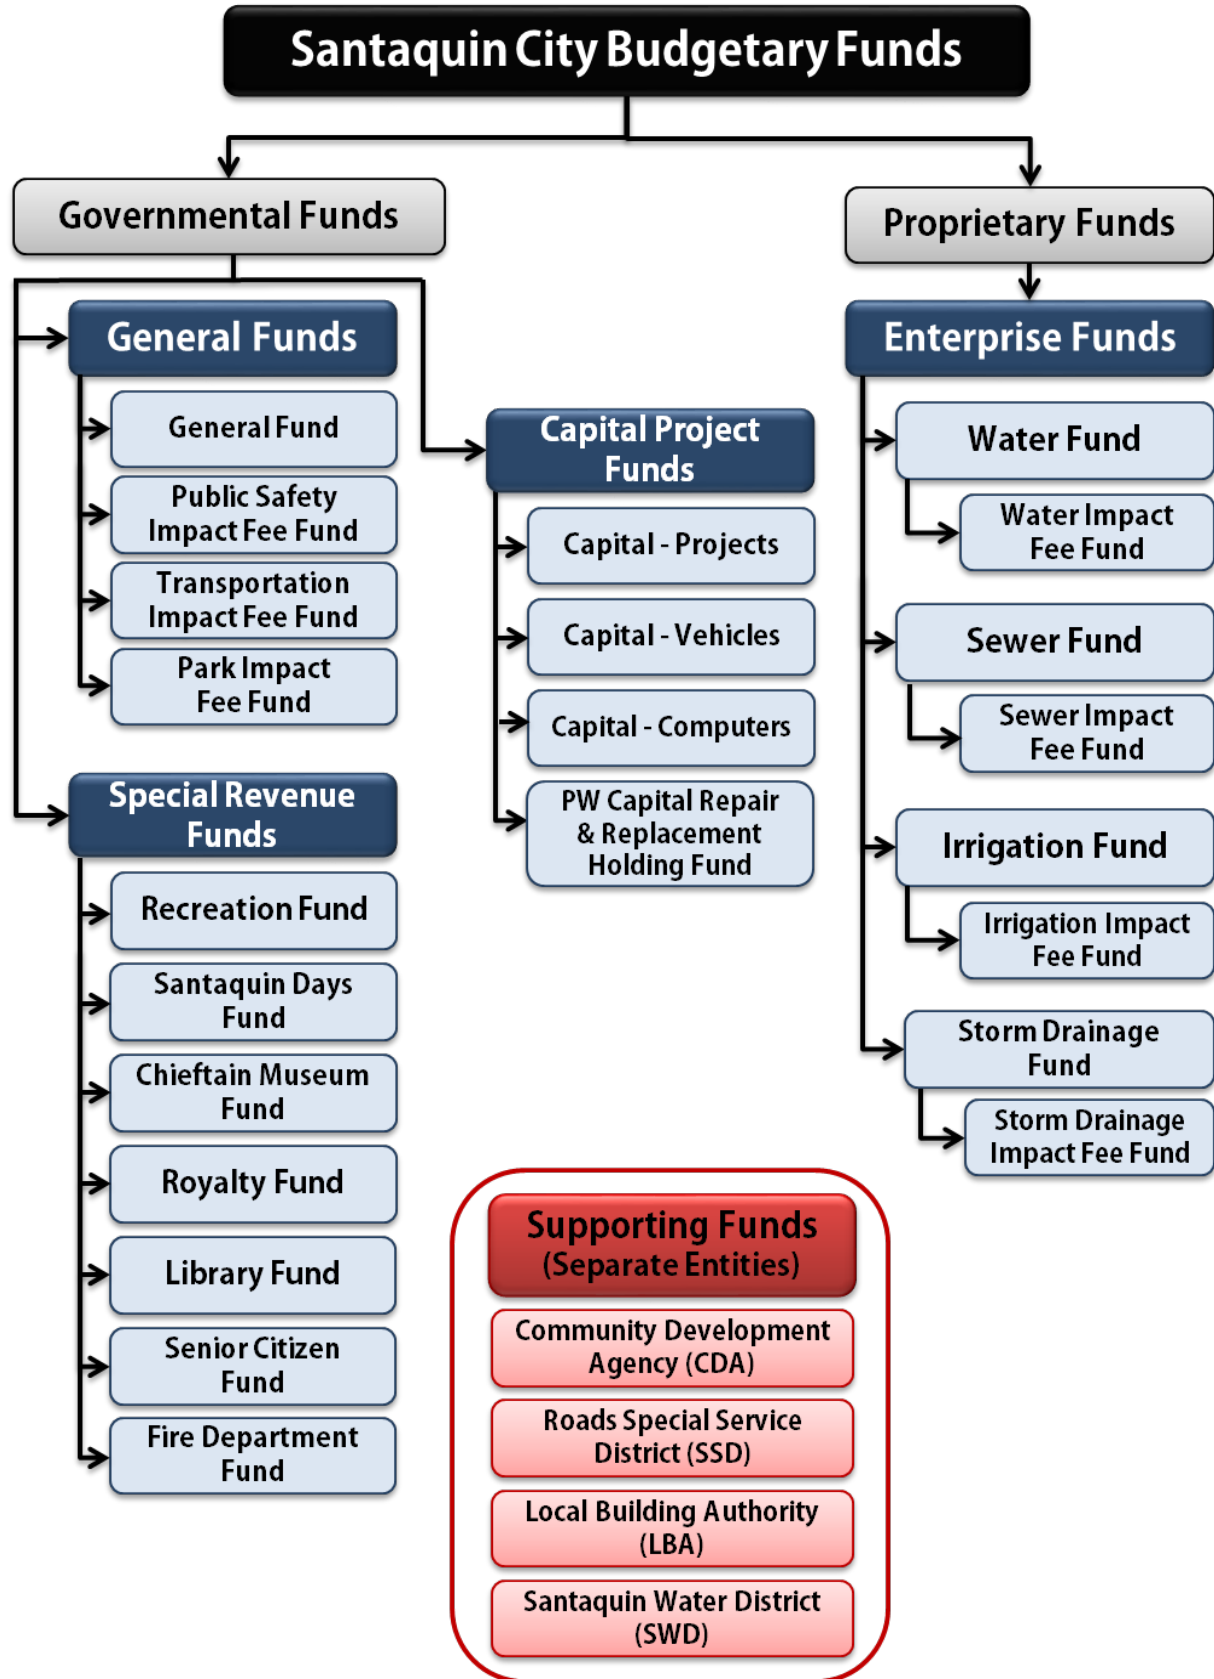 Santaquin City Budgetary Funds
Governmental Funds
General Funds
General Fund
Public Safety
Impact Fee Fund
Transportation
Impact Fee Fund
Park Impact
Fee Fund
Special Revenue
Funds
Recreation Fund
Santaquin Days
Fund
Chieftain Museum
Fund
Royalty Fund
Library Fund
Senior Citizen
Fund
Fire Department
Fund
Capital Project
Funds
Capital - Projects
Capital - Vehicles
Capital - Computers
PW Capital Repair
& Replacement
Holding Fund
Proprietary Funds
Enterprise Funds
Water Fund
Water Impact
Fee Fund
Sewer Fund
Sewer Impact
Fee Fund
Irrigation Fund
Irrigation Impact
Fee Fund
Storm Drainage
Fund
Storm Drainage
Impact Fee Fund
Supporting Funds
(Separate Entities)
Community Development
Agency (CDA)
Roads Special Service
District (SSD)
Local Building Authority
(LBA)
Santaquin Water District
(SWD)